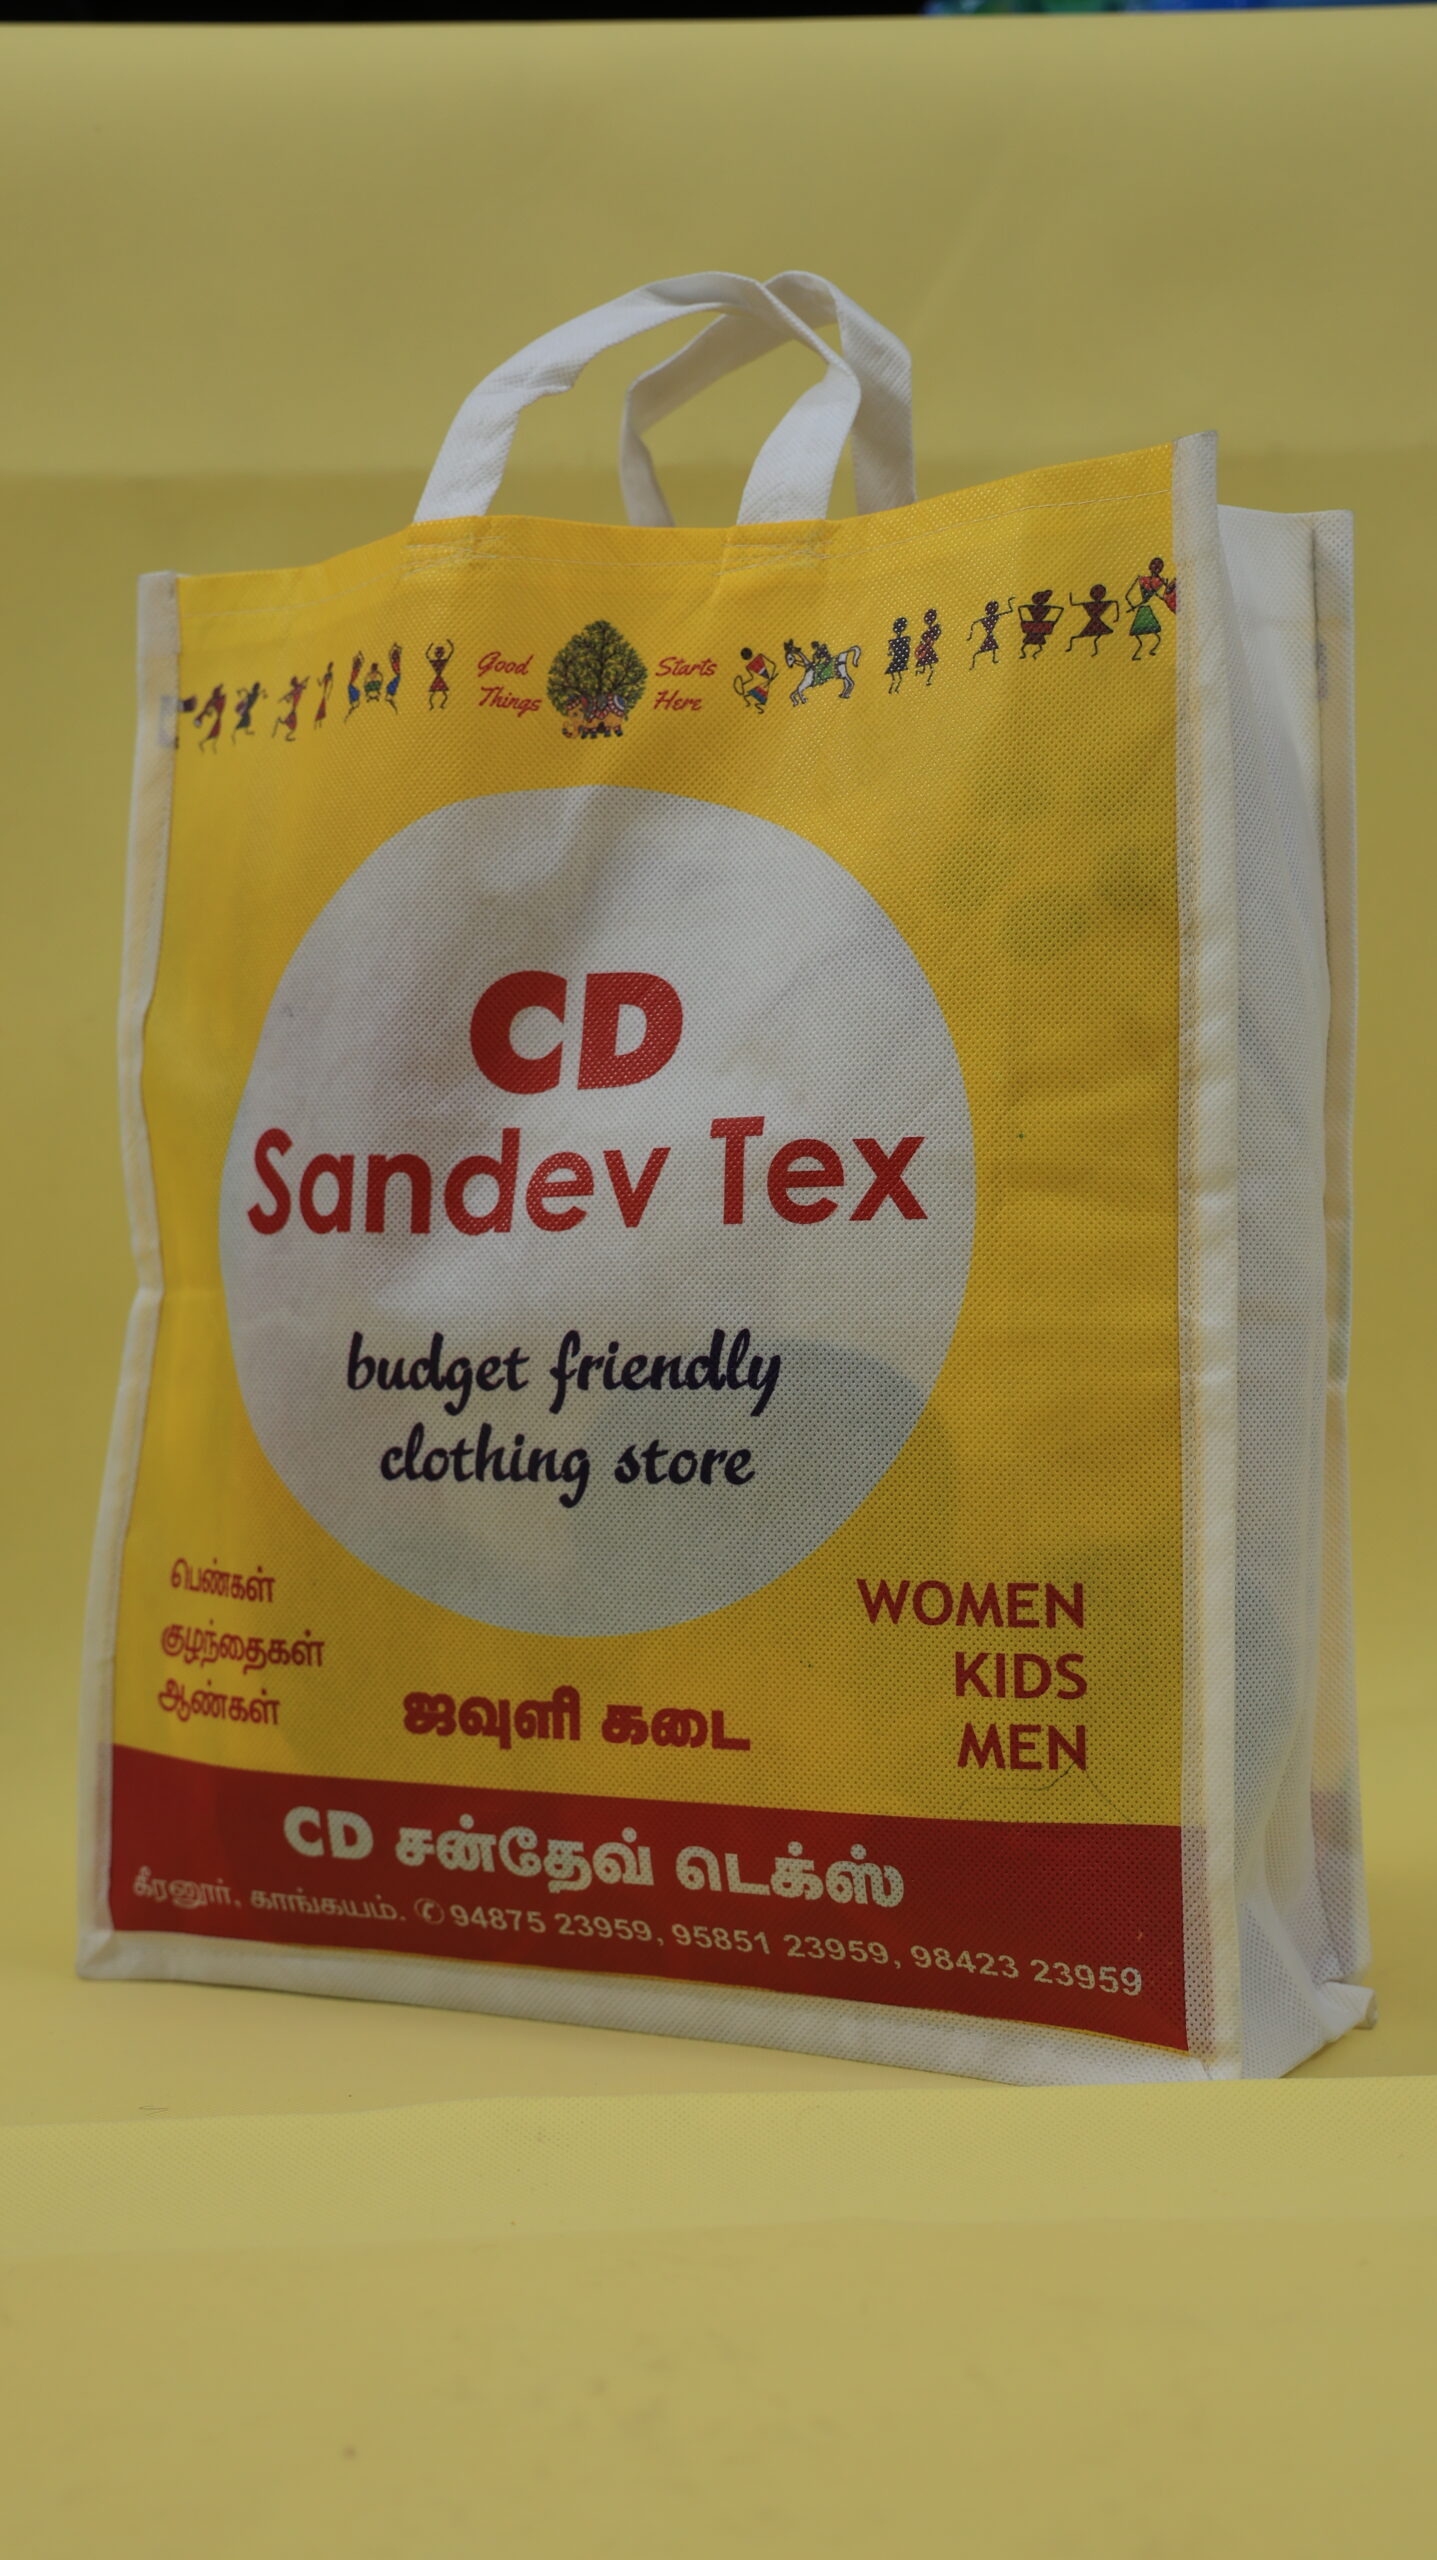 Good Starts
Things Here
CD
Sandev Tex
budget friendly
clothing store
பெண்கள்
குழந்தைகள்
ஆண்கள்
ஜவுளி கடை
WOMEN
KIDS
MEN
CD சன்தேவ் டெக்ஸ்
கீரனூர், காங்கயம். ✆ 94875 23959, 95851 23959, 98423 23959